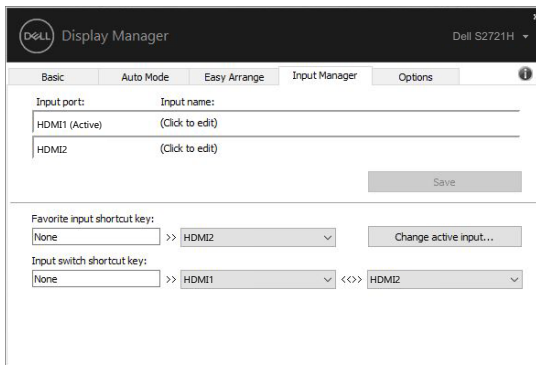 DELL Display Manager Dell S2721H
Basic Auto Mode Easy Arrange Input Manager Options
Input port: Input name:
HDMI1 (Active) (Click to edit)
HDMI2 (Click to edit)
Save
Favorite input shortcut key:
None >> HDMI2 Change active input...
Input switch shortcut key:
None >> HDMI1 <<>> HDMI2